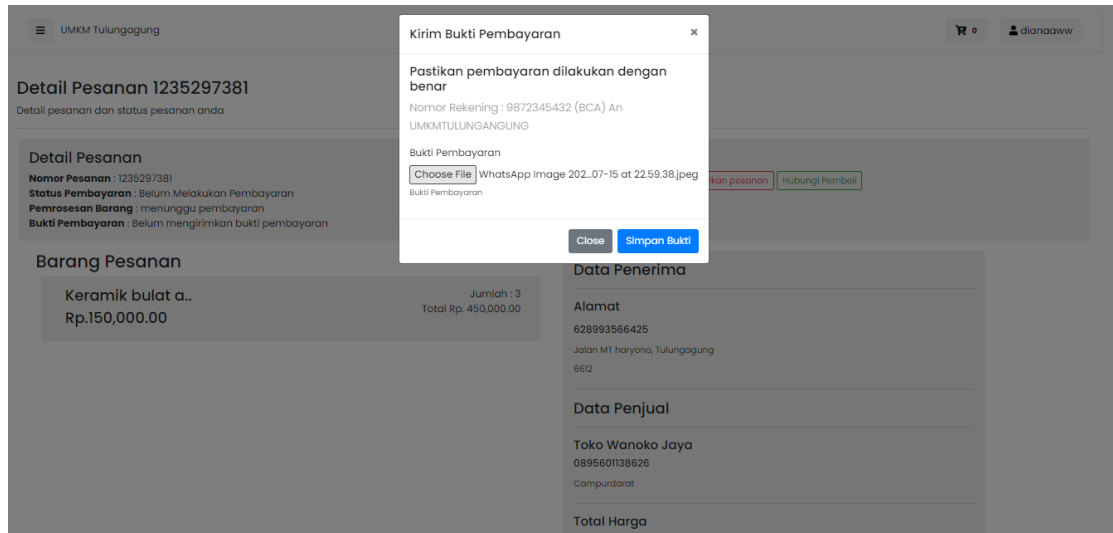 UMKM Tulungagung
0
dianaaww
Kirim Bukti Pembayaran
×
Pastikan pembayaran dilakukan dengan
benar
Nomor Rekening : 9872345432 (BCA) An
UMKMTULUNGANGUNG
Bukti Pembayaran
Choose File WhatsApp Image 202...07-15 at 22.59.38.jpeg
Bukti Pembayaran
Close Simpan Bukti
Detail Pesanan 1235297381
Detail pesanan dan status pesanan anda
Detail Pesanan
Nomor Pesanan : 1235297381
Status Pembayaran : Belum Melakukan Pembayaran
Pemrosesan Barang : menunggu pembayaran
Bukti Pembayaran : Belum mengirimkan bukti pembayaran
pesanan Hubungi Pembeli
Barang Pesanan
Keramik bulat a..
Rp.150,000.00
Jumlah : 3
Total Rp. 450,000.00
Data Penerima
Alamat
628993566425
Jalan MT haryono, Tulungagung
6612
Data Penjual
Toko Wanoko Jaya
0895601138626
Campurdarat
Total Harga